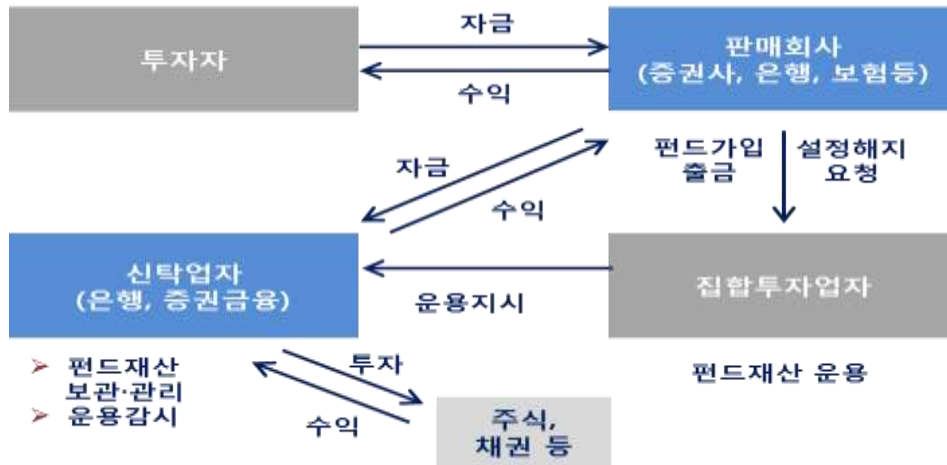 자금
투자자
판매회사
(증권사, 은행, 보험등)
수익
자금
펀드가입
출금
설정해지
요청
수익
신탁업자
(은행, 증권금융)
집합투자업자
운용지시
➢ 펀드재산
보관·관리
➢ 운용감시
투자
수익
펀드재산 운용
주식,
채권 등